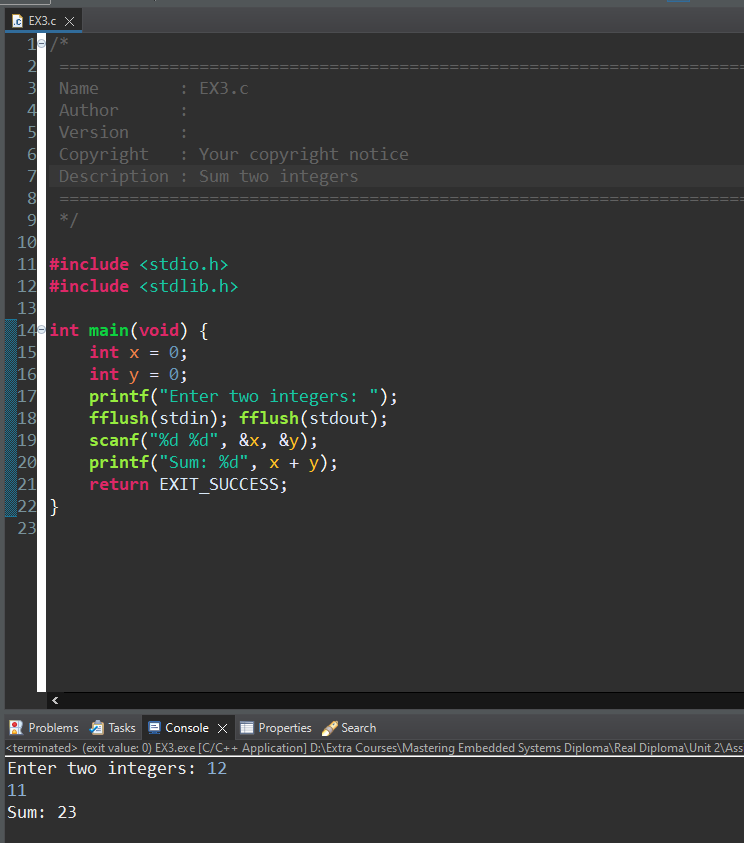 EX3.c
1 /*
2 ======================================================================
3 Name        : EX3.c
4 Author      :
5 Version     :
6 Copyright   : Your copyright notice
7 Description : Sum two integers
8 ======================================================================
9 */
10
11 #include <stdio.h>
12 #include <stdlib.h>
13
14 int main(void) {
15     int x = 0;
16     int y = 0;
17     printf("Enter two integers: ");
18     fflush(stdin); fflush(stdout);
19     scanf("%d %d", &x, &y);
20     printf("Sum: %d", x + y);
21     return EXIT_SUCCESS;
22 }
23
Problems Tasks Console Properties Search
<terminated> (exit value: 0) EX3.exe [C/C++ Application] D:\Extra Courses\Mastering Embedded Systems Diploma\Real Diploma\Unit 2\Ass
Enter two integers: 12
11
Sum: 23